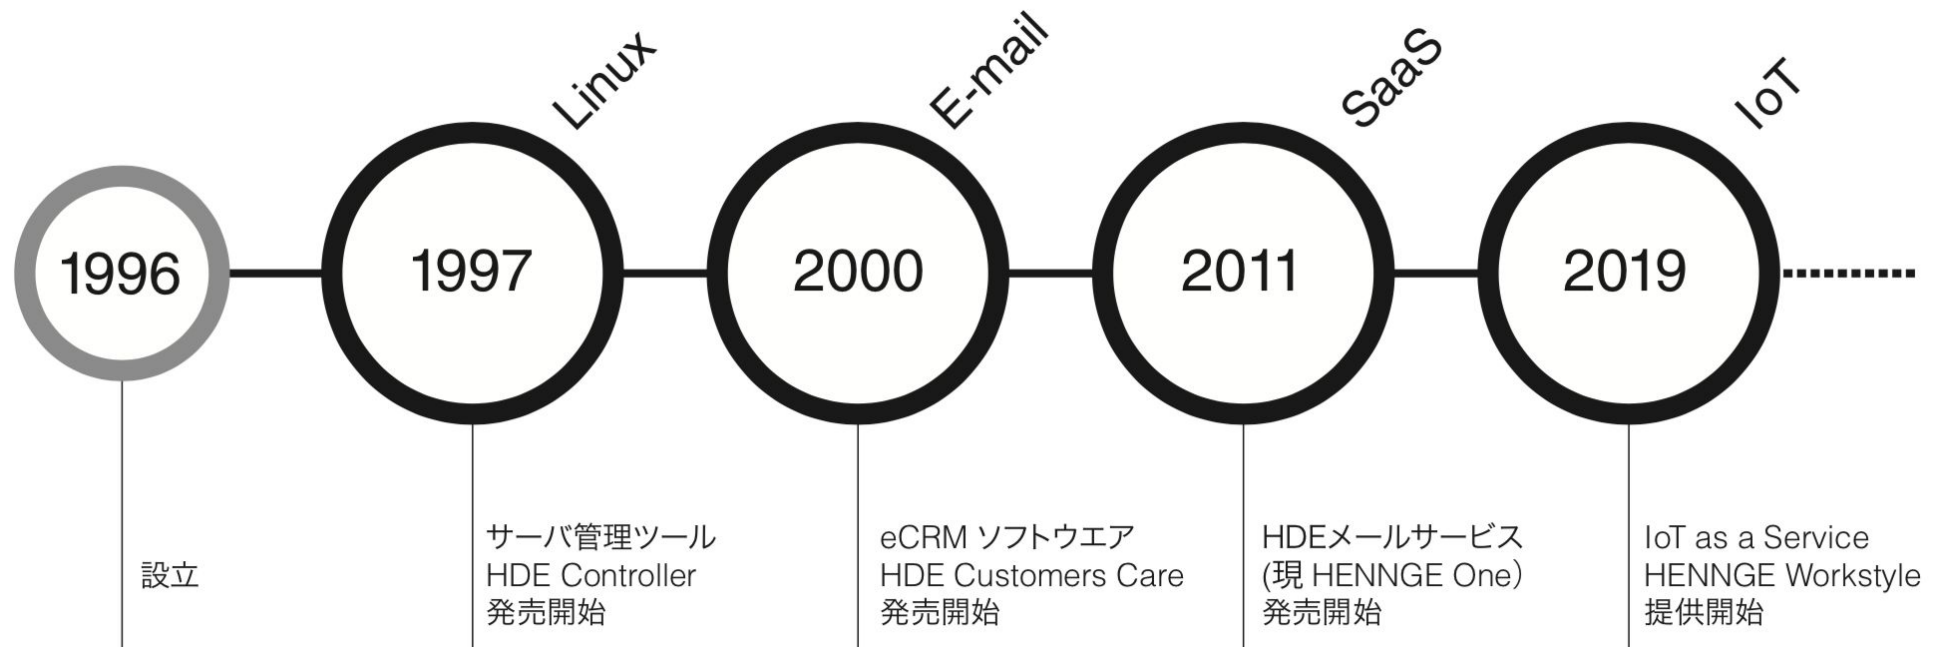 Linux
E-mail
SaaS
IoT
1996
1997
2000
2011
2019
設立
サーバ管理ツール
HDE Controller
発売開始
eCRM ソフトウエア
HDE Customers Care
発売開始
HDEメールサービス
(現 HENNGE One）
発売開始
IoT as a Service
HENNGE Workstyle
提供開始